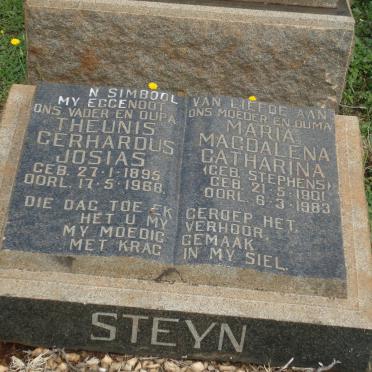 'N SIMBOOL VAN LIEFDE AAN
MY EGGENOOT,
ONS VADER EN OUPA
THEUNIS
GERHARDUS
JOSIAS
GEB. 27·1·1895
OORL. 17·5·1968.
ONS MOEDER EN OUMA
MARIA
MAGDALENA
CATHARINA
(GEB. STEPHENS)
GEB. 21·5·1901
OORL. 6·3·1983
DIE DAG TOE EK GEROEP HET,
HET U MY VERHOOR.
MY MOEDIG GEMAAK
MET KRAG IN MY SIEL.
STEYN